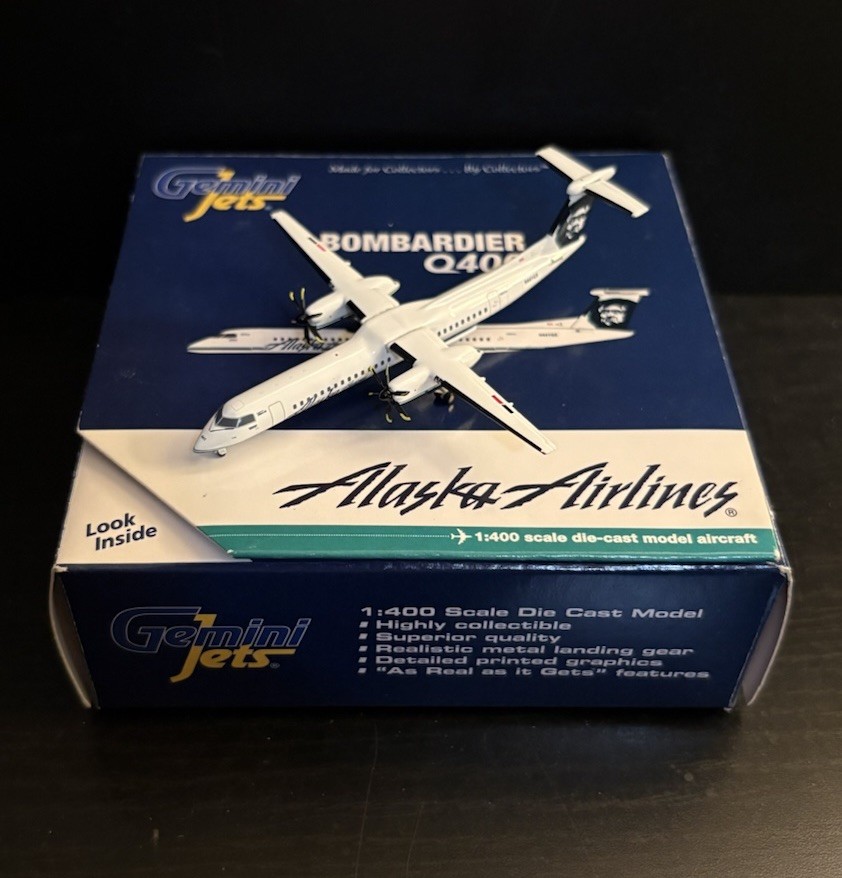 Gemini Jets
Made for Collectors . . . By Collectors™
BOMBARDIER
Alaska
Alaska Airlines®
Look
Inside
1:400 scale die-cast model aircraft
Gemini
Jets®
1:400 Scale Die Cast Model
Highly collectible
Superior quality
Realistic metal landing gear
Detailed printed graphics
"As Real as it Gets" features